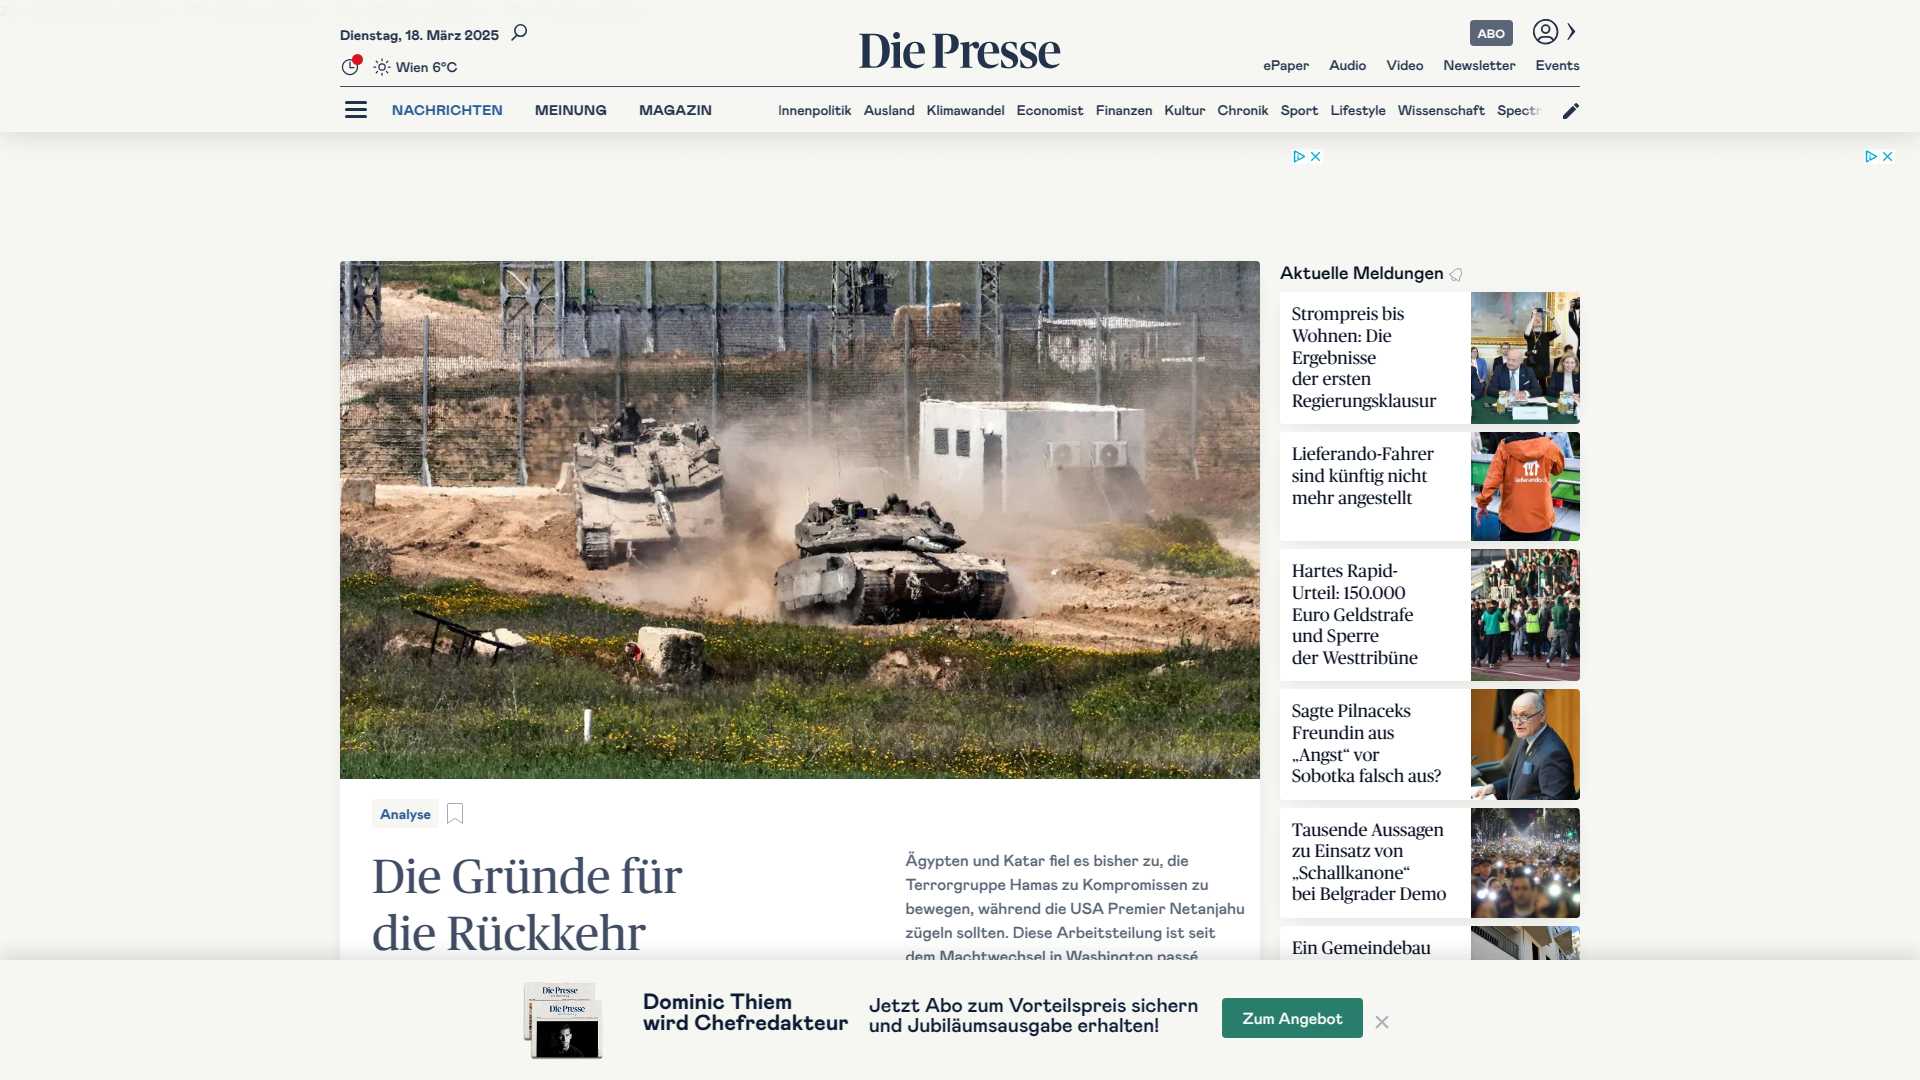 Dienstag, 18. März 2025
Wien 6°C
Die Presse
ABO
ePaper Audio Video Newsletter Events
NACHRICHTEN MEINUNG MAGAZIN
Innenpolitik Ausland Klimawandel Economist Finanzen Kultur Chronik Sport Lifestyle Wissenschaft Spectr
Analyse
Die Gründe für
die Rückkehr
Ägypten und Katar fiel es bisher zu, die
Terrorgruppe Hamas zu Kompromissen zu
bewegen, während die USA Premier Netanjahu
zügeln sollten. Diese Arbeitsteilung ist seit
dem Machtwechsel in Washington passé.
Aktuelle Meldungen
Strompreis bis
Wohnen: Die
Ergebnisse
der ersten
Regierungsklausur
Lieferando-Fahrer
sind künftig nicht
mehr angestellt
Hartes Rapid-
Urteil: 150.000
Euro Geldstrafe
und Sperre
der Westtribüne
Sagte Pilnaceks
Freundin aus
„Angst“ vor
Sobotka falsch aus?
Tausende Aussagen
zu Einsatz von
„Schallkanone“
bei Belgrader Demo
Ein Gemeindebau
Die Presse
Die Presse
Dominic Thiem
wird Chefredakteur
Jetzt Abo zum Vorteilspreis sichern
und Jubiläumsausgabe erhalten!
Zum Angebot